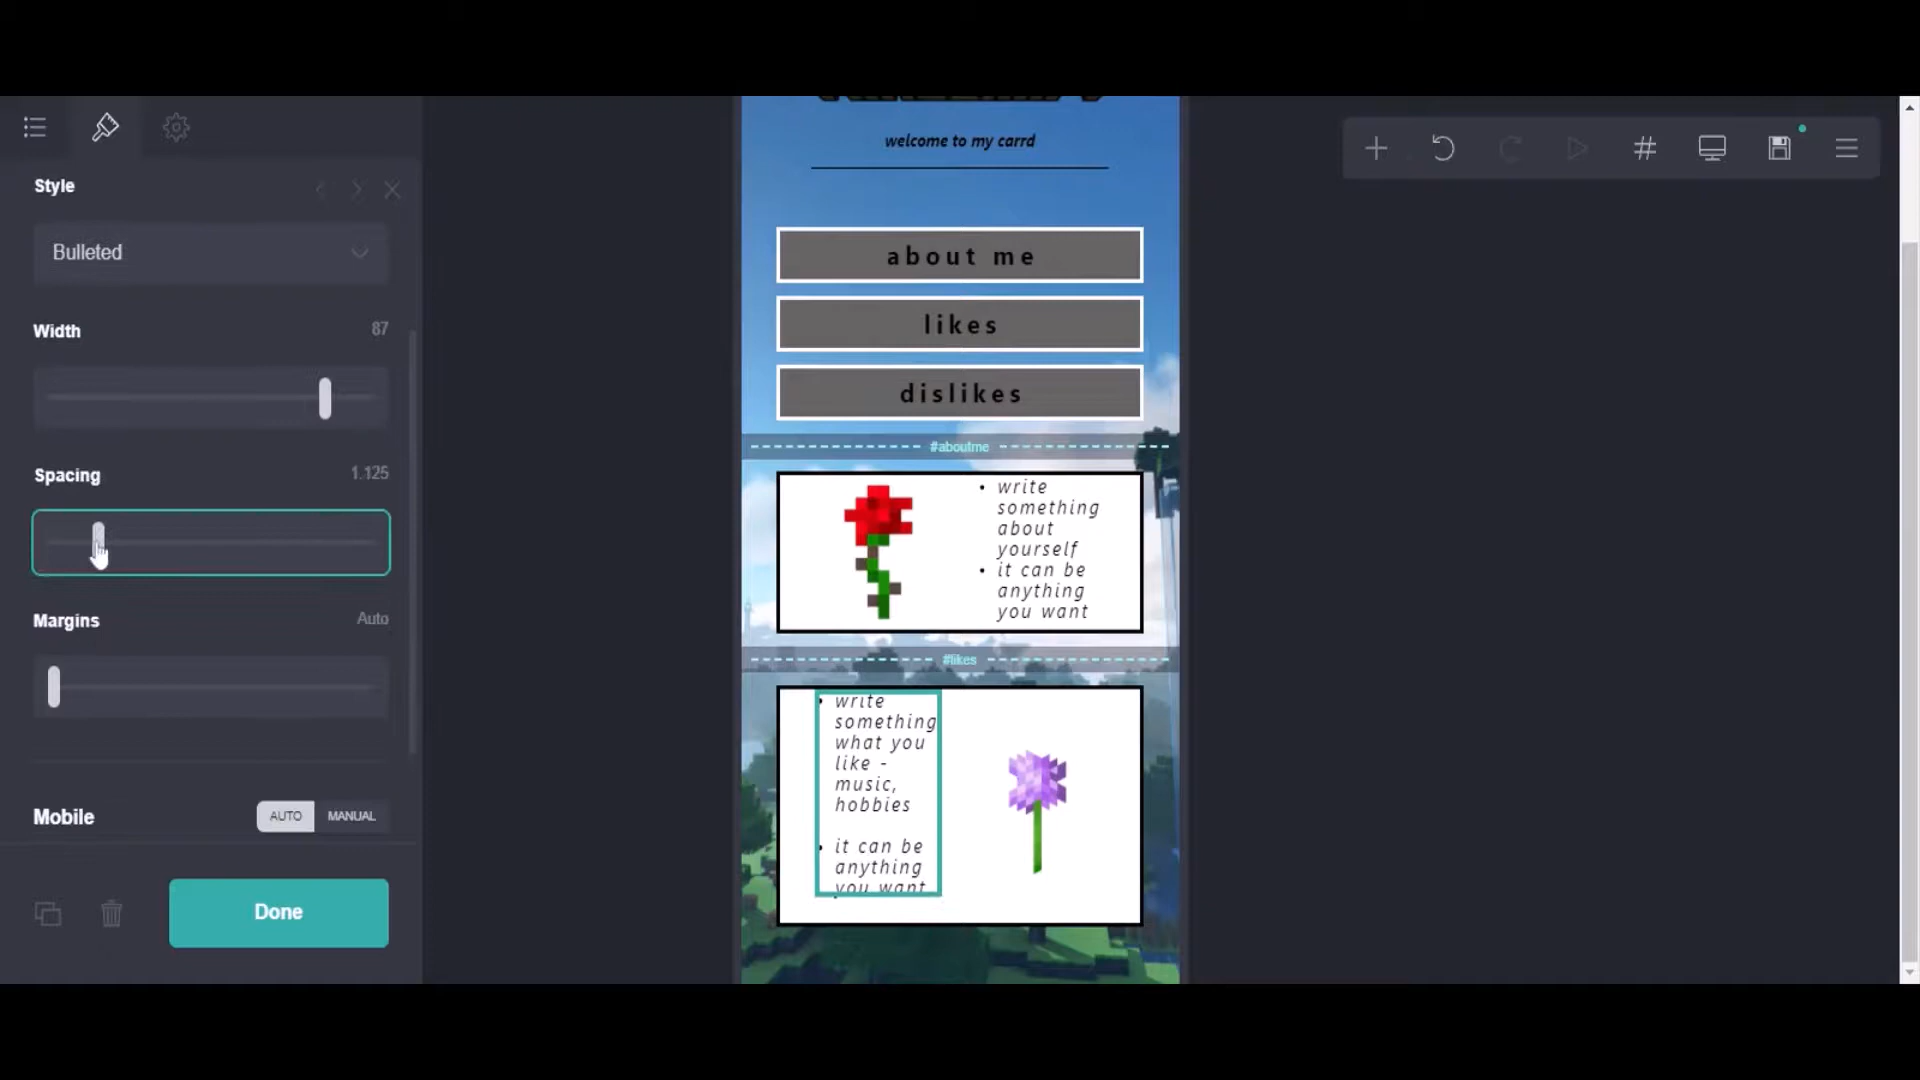 Style
Bulleted
Width 87
Spacing 1.125
Margins Auto
Mobile AUTO MANUAL
Done
welcome to my carrd
about me
likes
dislikes
#aboutme
• write
something
about
yourself
• it can be
anything
you want
#likes
• write
something
what you
like -
music,
hobbies
• it can be
anything
you want